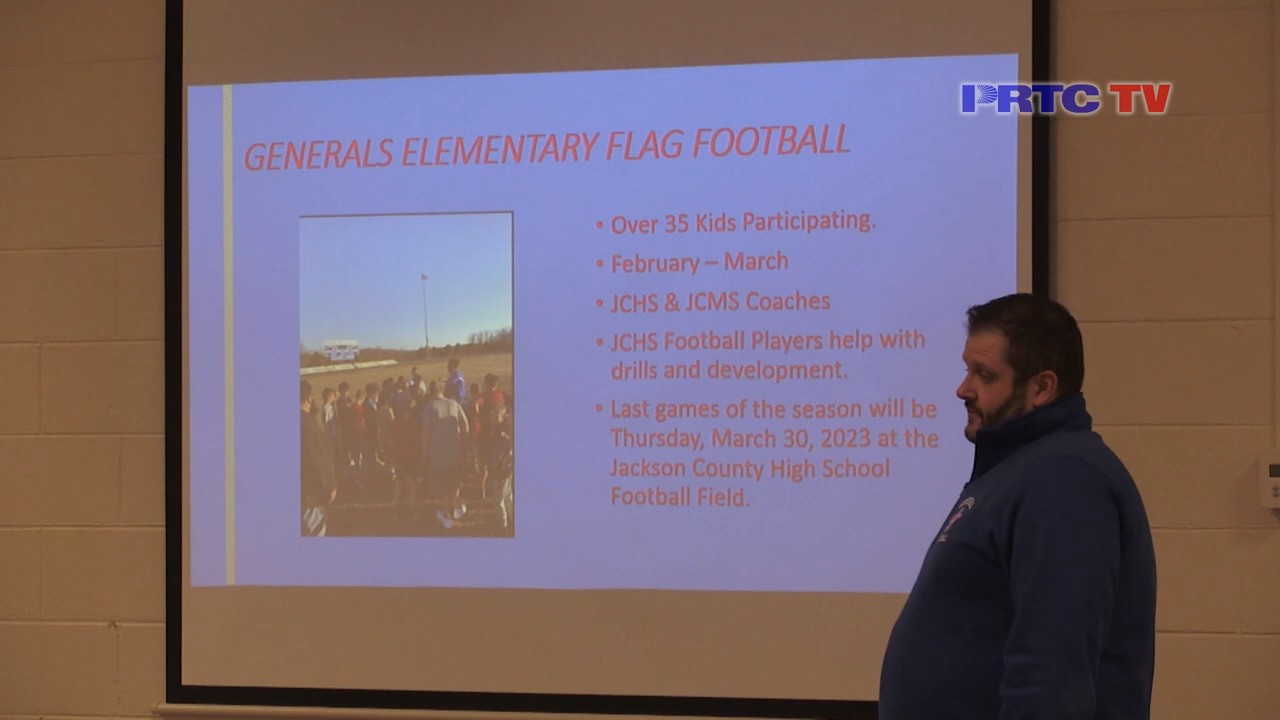 PRTC TV
GENERALS ELEMENTARY FLAG FOOTBALL
• Over 35 Kids Participating.
• February – March
• JCHS & JCMS Coaches
• JCHS Football Players help with
drills and development.
• Last games of the season will be
Thursday, March 30, 2023 at the
Jackson County High School
Football Field.